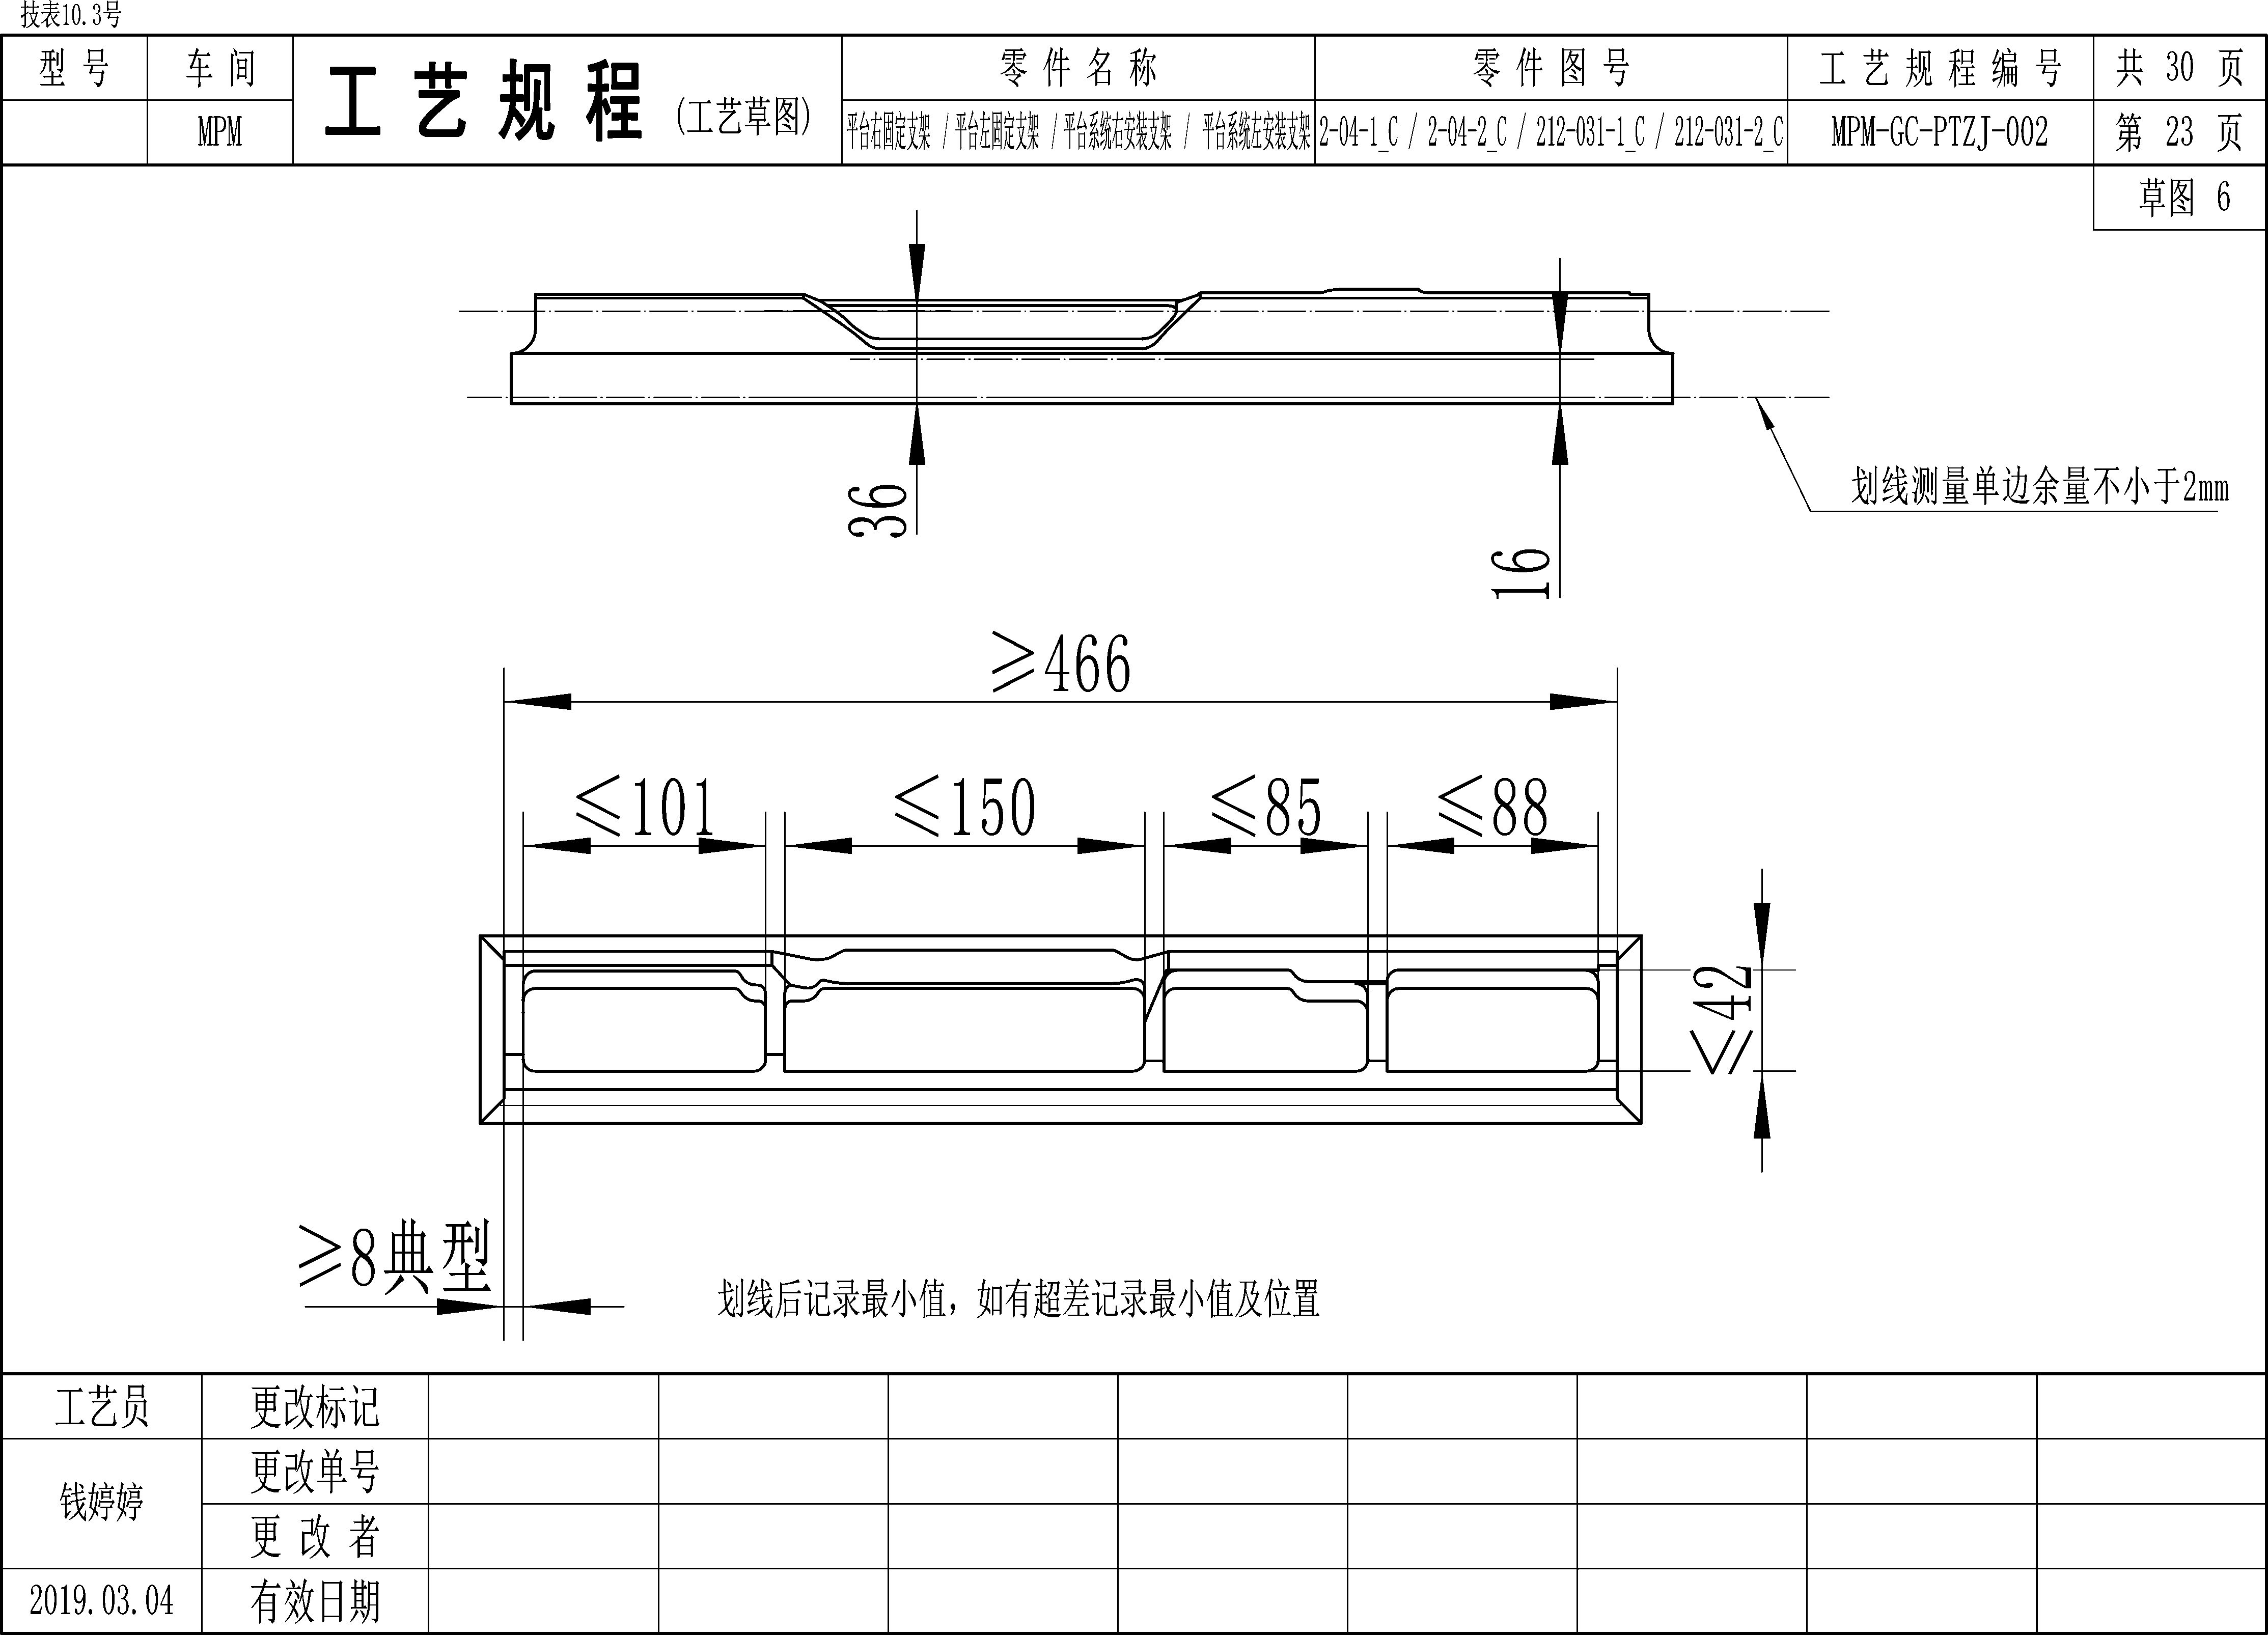 技表10.3号
型 号
车 间
工 艺 规 程 (工艺草图)
零 件 名 称
零 件 图 号
工 艺 规 程 编 号
共 30 页
MPM
平台右固定支架 / 平台左固定支架 / 平台系统右安装支架 / 平台系统左安装支架
2-04-1_C / 2-04-2_C / 212-031-1_C / 212-031-2_C
MPM-GC-PTZJ-002
第 23 页
草图 6
36
16
划线测量单边余量不小于2mm
≥466
≤101
≤150
≤85
≤88
≤42
≥8典型
划线后记录最小值，如有超差记录最小值及位置
工艺员
更改标记
钱婷婷
更改单号
更 改 者
2019.03.04
有效日期